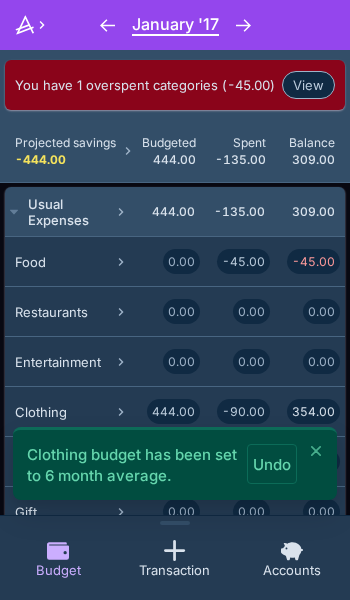 January '17
You have 1 overspent categories (-45.00) View
Projected savings Budgeted Spent Balance
-444.00 444.00 -135.00 309.00
Usual
Expenses 444.00 -135.00 309.00
Food 0.00 -45.00 -45.00
Restaurants 0.00 0.00 0.00
Entertainment 0.00 0.00 0.00
Clothing 444.00 -90.00 354.00
Clothing budget has been set
to 6 month average.
Undo
Gift 0.00 0.00 0.00
Budget Transaction Accounts